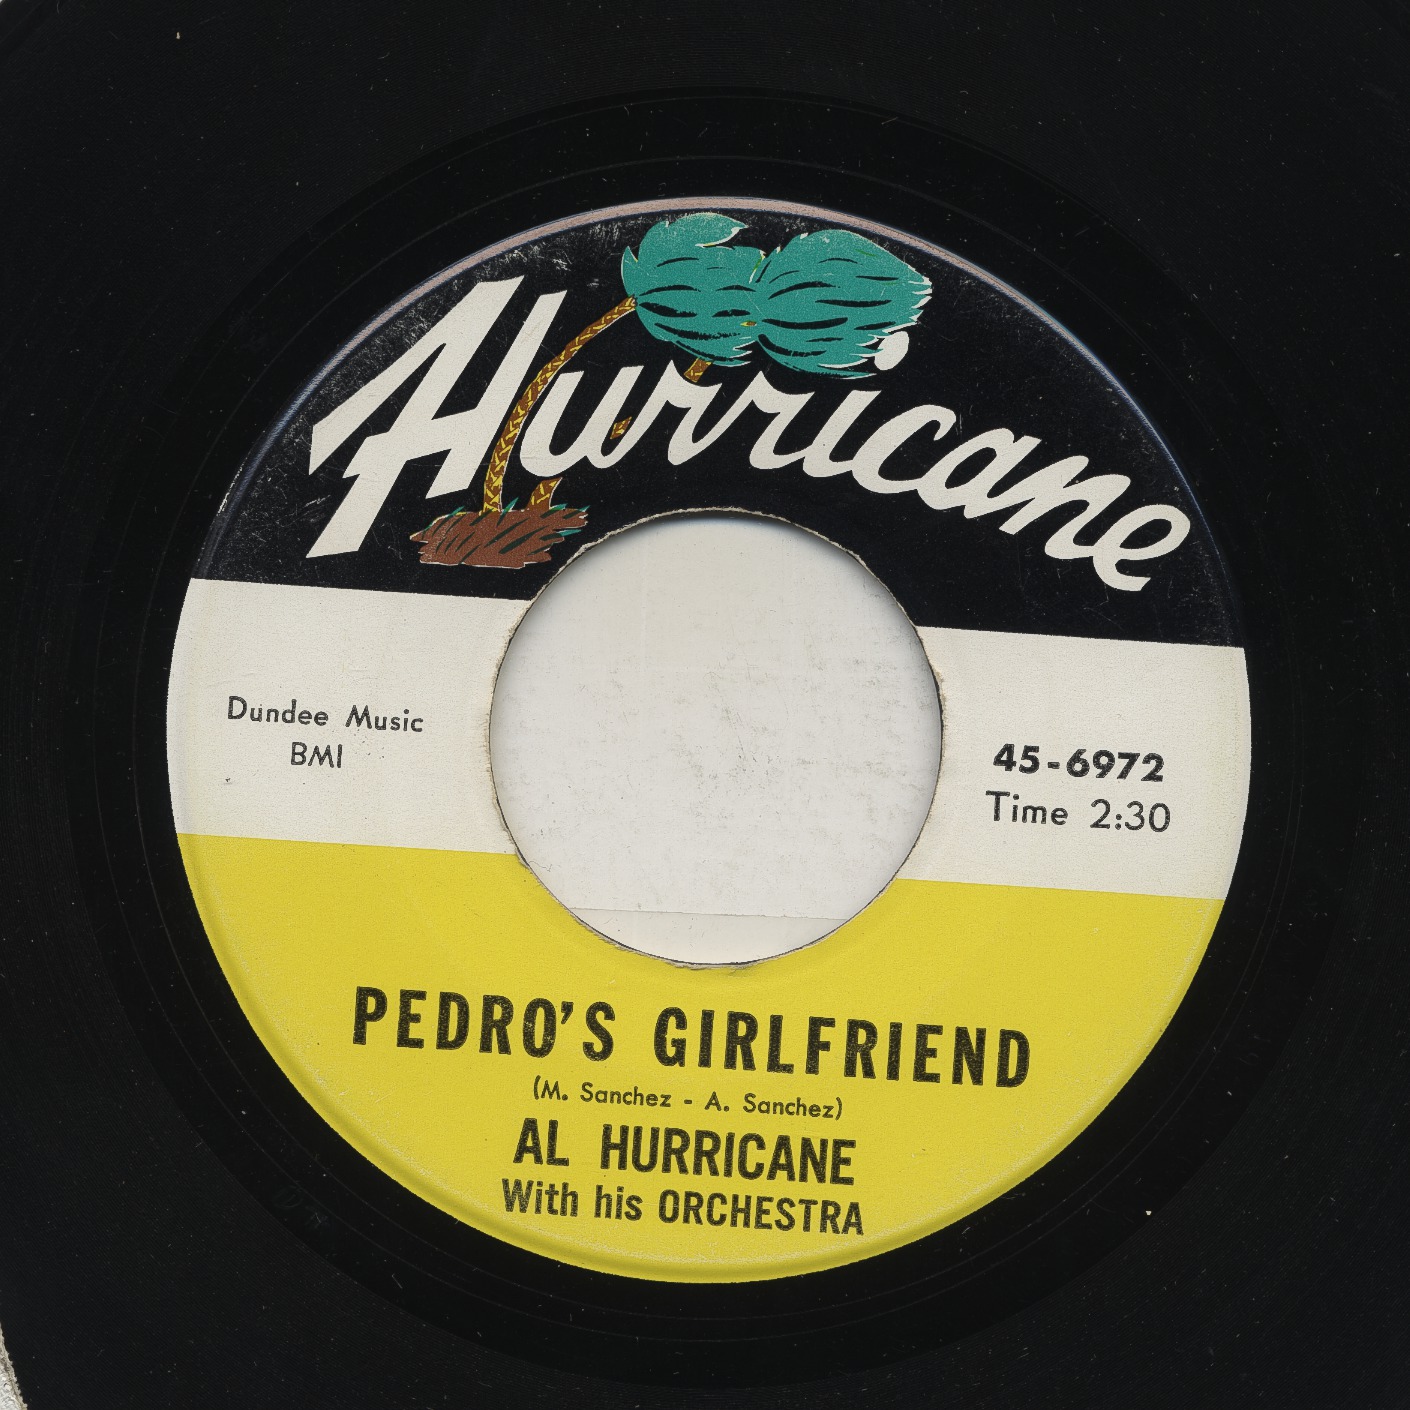 Hurricane
Dundee Music
BMI
45-6972
Time 2:30
PEDRO'S GIRLFRIEND
(M. Sanchez - A. Sanchez)
AL HURRICANE
With his ORCHESTRA